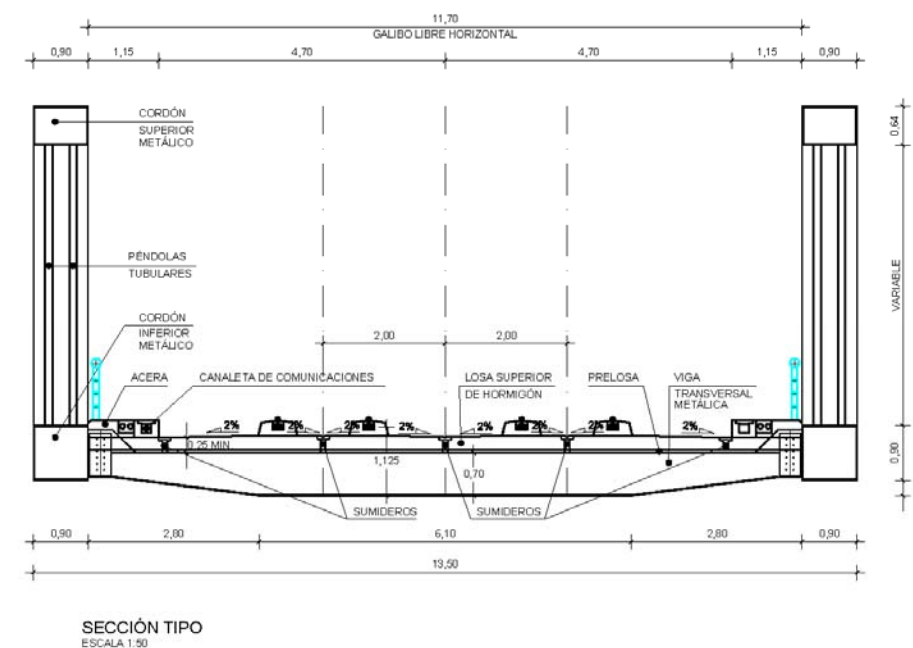 11,70
GALIBO LIBRE HORIZONTAL
0,90 1,15 4,70 4,70 1,15 0,90
CORDÓN
SUPERIOR
METÁLICO
0,64
PÉNDOLAS
TUBULARES
VARIABLE
CORDÓN
INFERIOR
METÁLICO
2,00 2,00
ACERA CANALETA DE COMUNICACIONES LOSA SUPERIOR PRELOSA VIGA
DE HORMIGÓN TRANSVERSAL
METÁLICA
2% 2% 2% 2% 2% 2% 2% 2%
0,25 MIN
1,125
0,70
0,90
SUMIDEROS SUMIDEROS
0,90 2,80 6,10 2,80 0,90
13,50
SECCIÓN TIPO
ESCALA 1:50